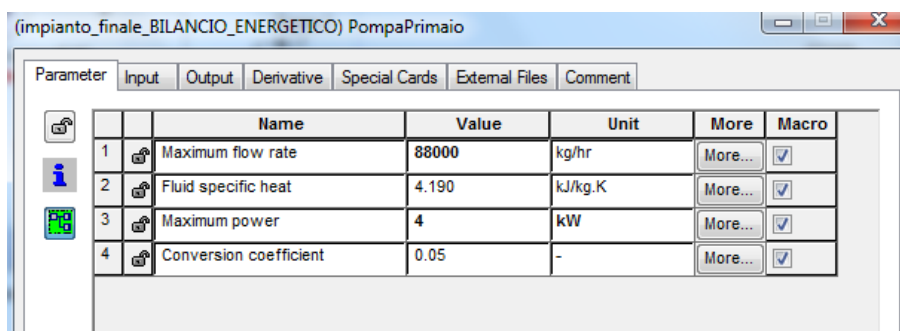 (impianto_finale_BILANCIO_ENERGETICO) PompaPrimaio
Parameter Input Output Derivative Special Cards External Files Comment
Name Value Unit More Macro
1 Maximum flow rate 88000 kg/hr More...
2 Fluid specific heat 4.190 kJ/kg.K More...
3 Maximum power 4 kW More...
4 Conversion coefficient 0.05 - More...